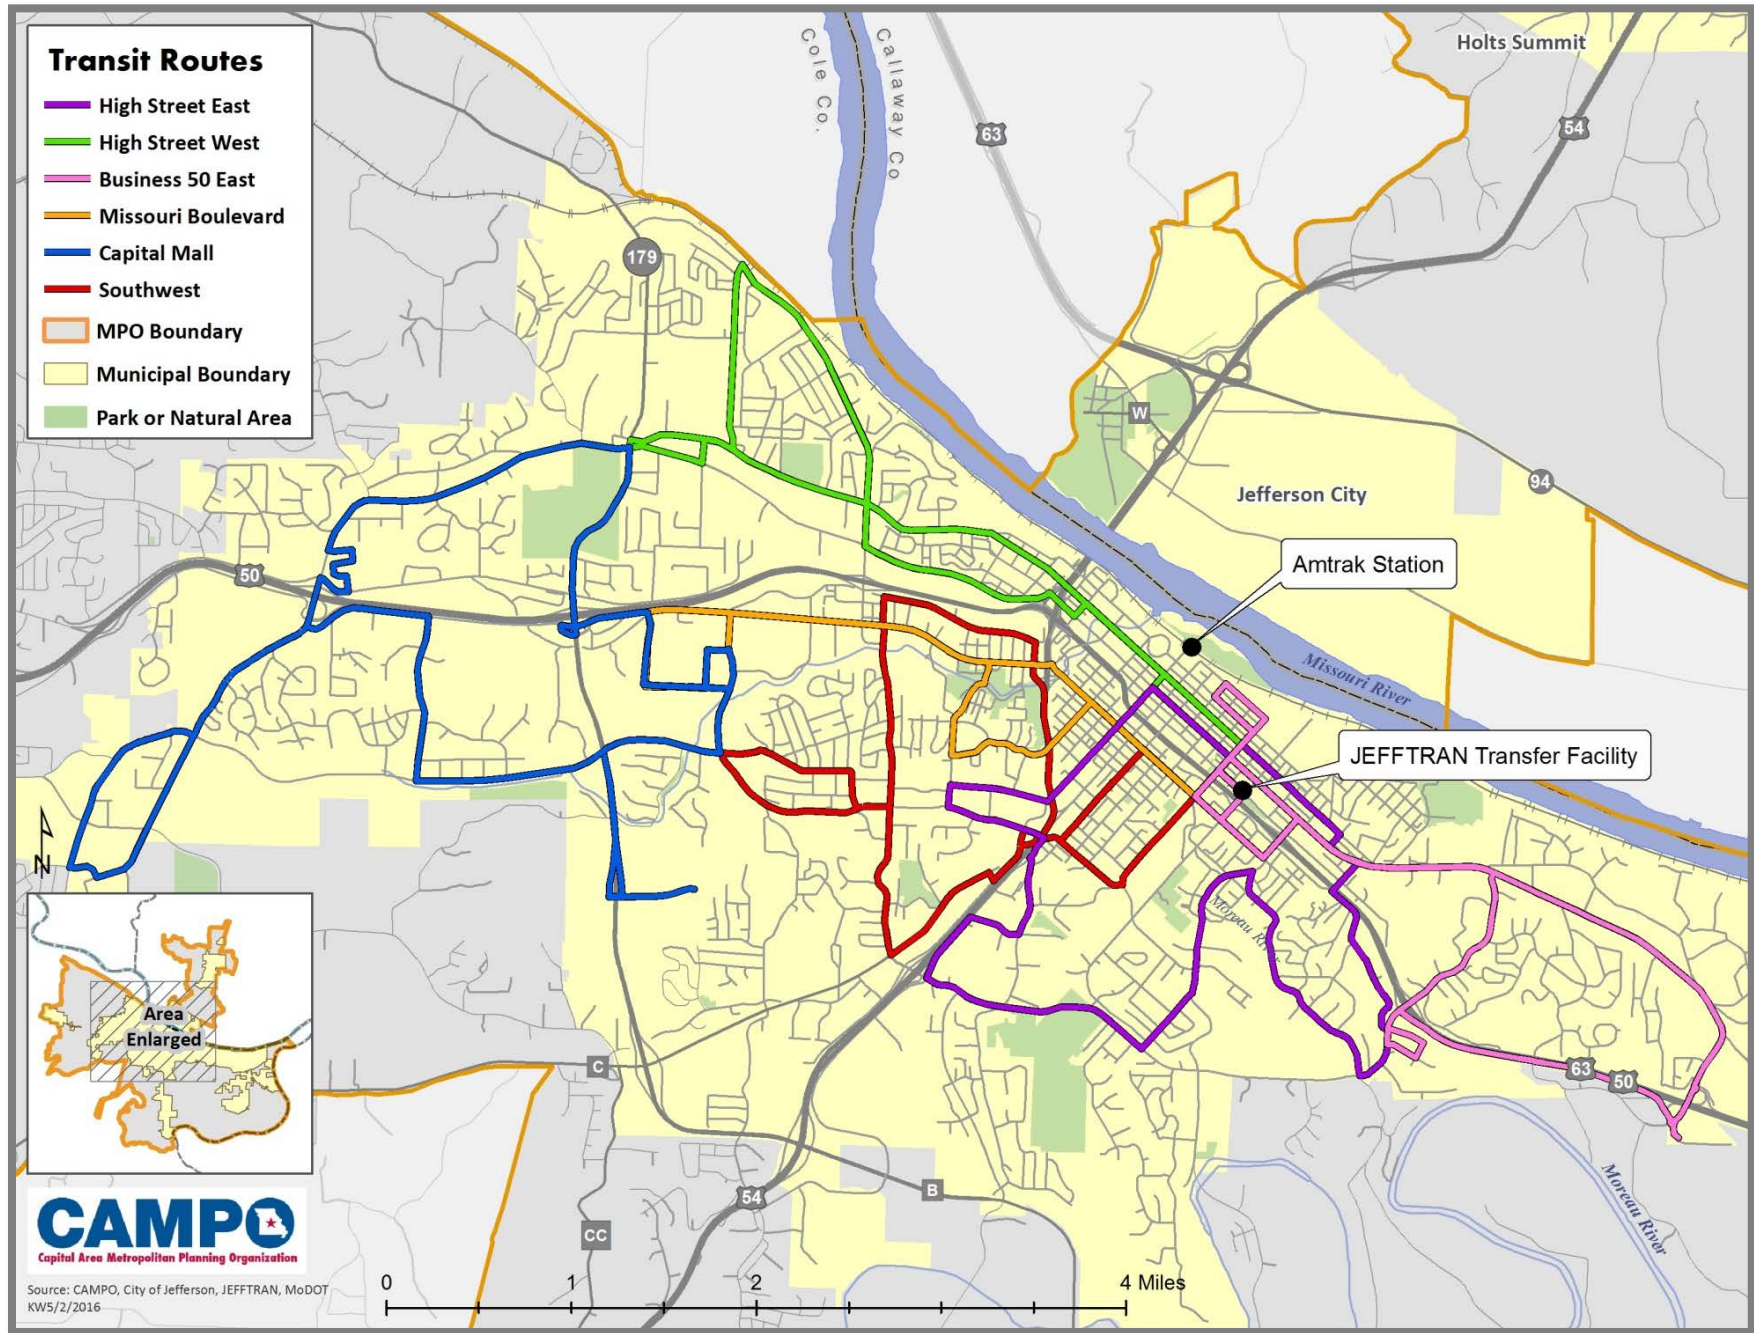 Transit Routes
High Street East
High Street West
Business 50 East
Missouri Boulevard
Capital Mall
Southwest
MPO Boundary
Municipal Boundary
Park or Natural Area
Cole Co.
Callaway Co
Holts Summit
63
54
179
W
94
Jefferson City
50
Amtrak Station
Missouri River
JEFFTRAN Transfer Facility
Moreau River
N
Area
Enlarged
C
63
50
B
54
CC
Moreau River
CAMPO
Capital Area Metropolitan Planning Organization
Source: CAMPO, City of Jefferson, JEFFTRAN, MoDOT
KW5/2/2016
0 1 2 4 Miles